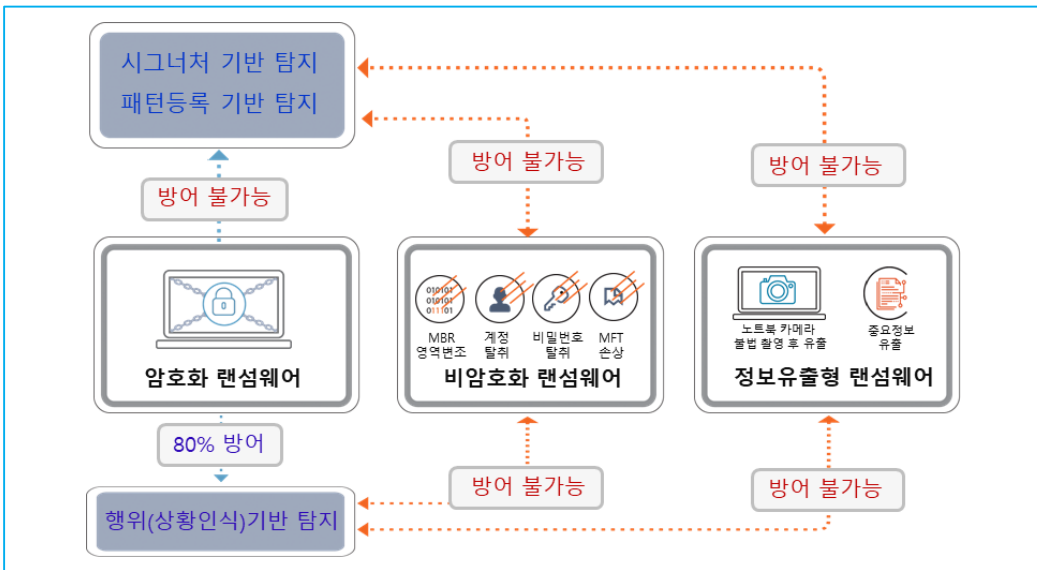 시그너처 기반 탐지
패턴등록 기반 탐지
방어 불가능
방어 불가능
방어 불가능
010101
010101
011101
MBR
영역변조
계정
탈취
비밀번호
탈취
MFT
손상
노트북 카메라
불법 촬영 후 유출
중요정보
유출
암호화 랜섬웨어
비암호화 랜섬웨어
정보유출형 랜섬웨어
80% 방어
방어 불가능
방어 불가능
행위(상황인식)기반 탐지